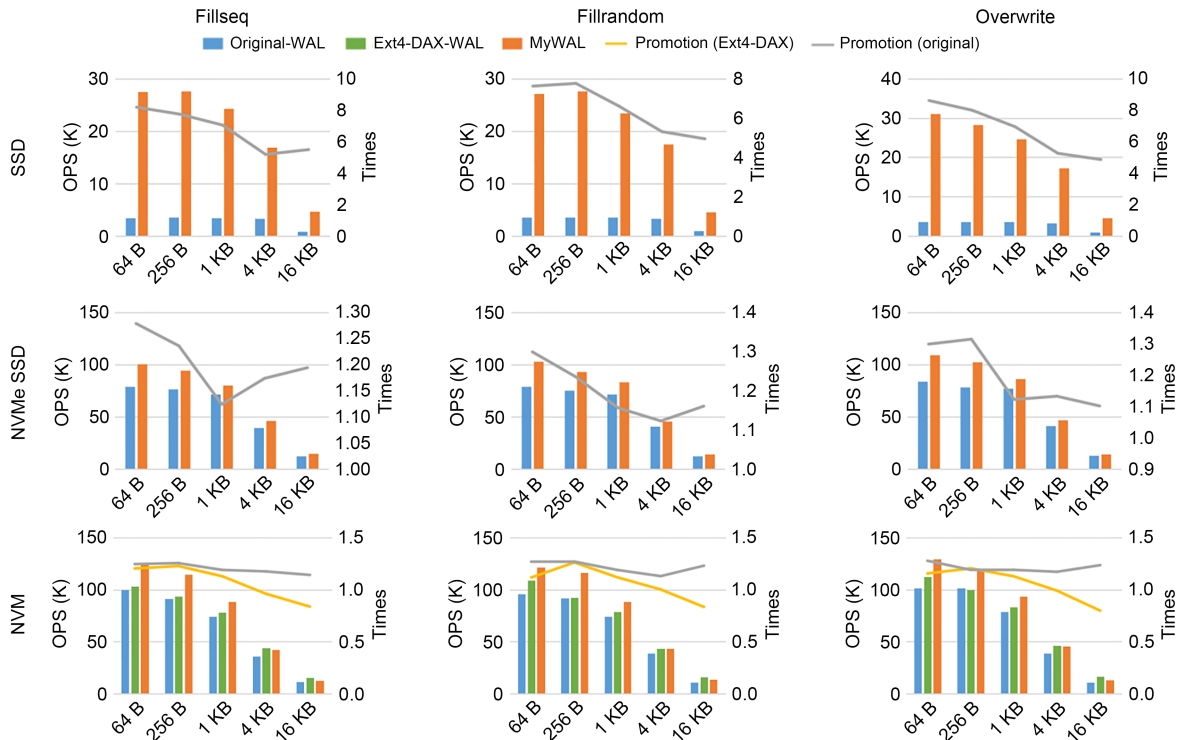 Fillseq Fillrandom Overwrite
Original-WAL Ext4-DAX-WAL MyWAL Promotion (Ext4-DAX) Promotion (original)
SSD
OPS (K)
30
20
10
0
10
8
6
4
2
0
Times
64 B 256 B 1 KB 4 KB 16 KB
OPS (K)
30
20
10
0
8
6
4
2
0
Times
64 B 256 B 1 KB 4 KB 16 KB
OPS (K)
40
30
20
10
0
10
8
6
4
2
0
Times
64 B 256 B 1 KB 4 KB 16 KB
NVMe SSD
OPS (K)
150
100
50
0
1.30
1.25
1.20
1.15
1.10
1.05
1.00
Times
64 B 256 B 1 KB 4 KB 16 KB
OPS (K)
150
100
50
0
1.4
1.3
1.2
1.1
1.0
Times
64 B 256 B 1 KB 4 KB 16 KB
OPS (K)
150
100
50
0
1.4
1.3
1.2
1.1
1.0
0.9
Times
64 B 256 B 1 KB 4 KB 16 KB
NVM
OPS (K)
150
100
50
0
1.5
1.0
0.5
0.0
Times
64 B 256 B 1 KB 4 KB 16 KB
OPS (K)
150
100
50
0
1.5
1.0
0.5
0.0
Times
64 B 256 B 1 KB 4 KB 16 KB
OPS (K)
150
100
50
0
1.5
1.0
0.5
0.0
Times
64 B 256 B 1 KB 4 KB 16 KB